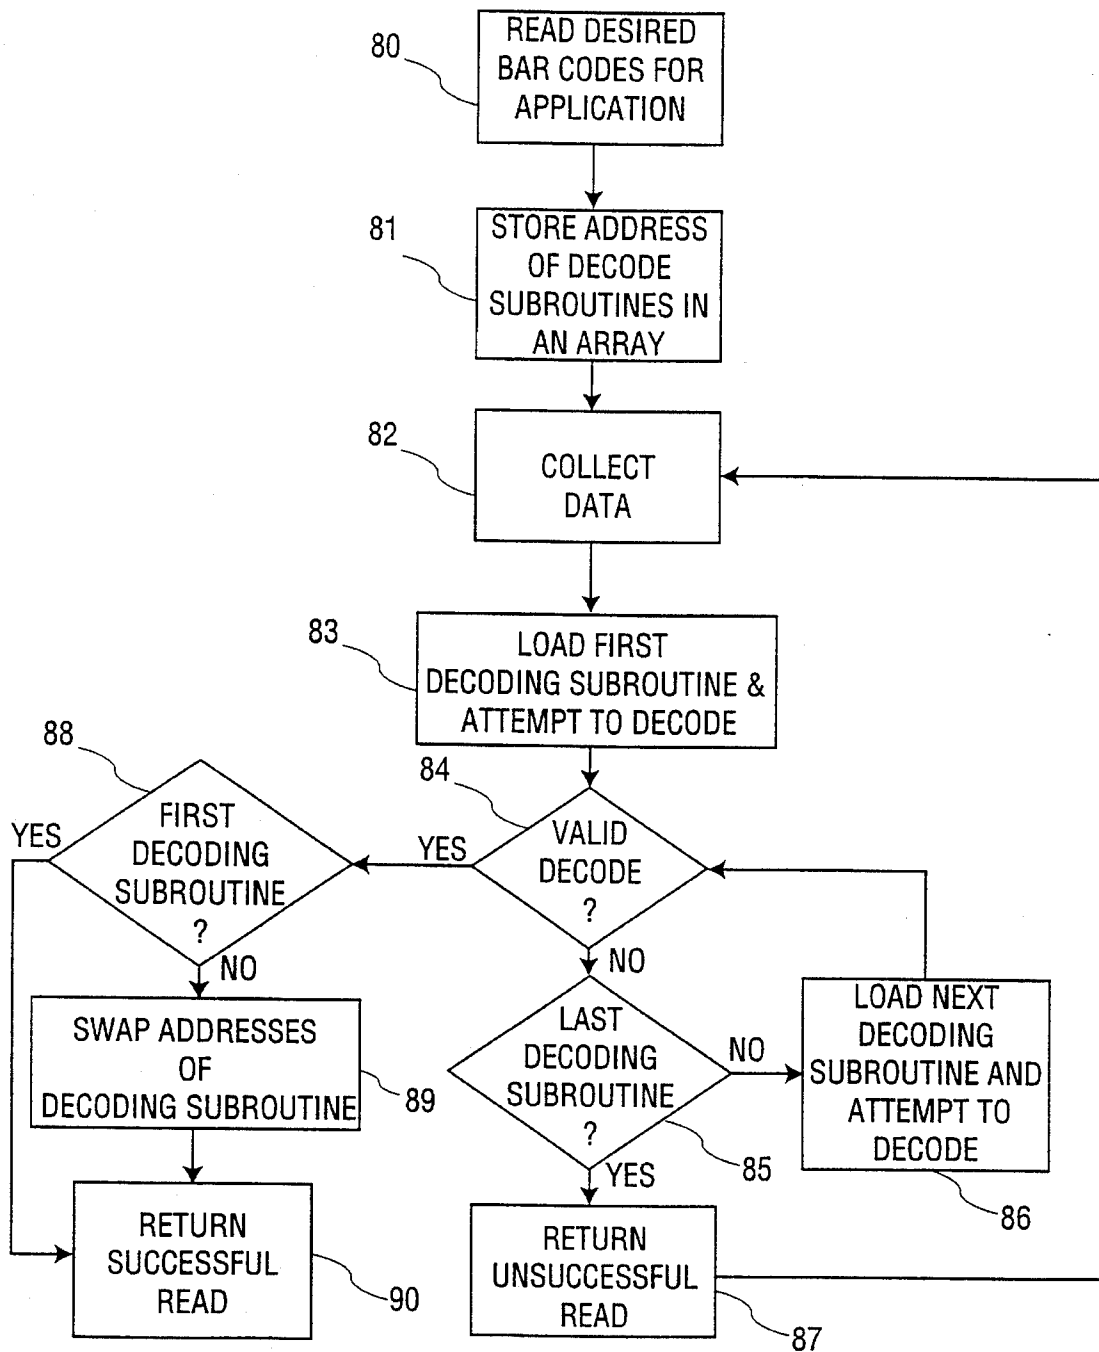 80
READ DESIRED
BAR CODES FOR
APPLICATION
81
STORE ADDRESS
OF DECODE
SUBROUTINES IN
AN ARRAY
82
COLLECT
DATA
83
LOAD FIRST
DECODING SUBROUTINE &
ATTEMPT TO DECODE
88
FIRST
DECODING
SUBROUTINE
?
YES
NO
84
VALID
DECODE
?
YES
NO
SWAP ADDRESSES
OF
DECODING SUBROUTINE
89
LAST
DECODING
SUBROUTINE
?
85
NO
YES
LOAD NEXT
DECODING
SUBROUTINE AND
ATTEMPT TO
DECODE
86
RETURN
SUCCESSFUL
READ
90
RETURN
UNSUCCESSFUL
READ
87